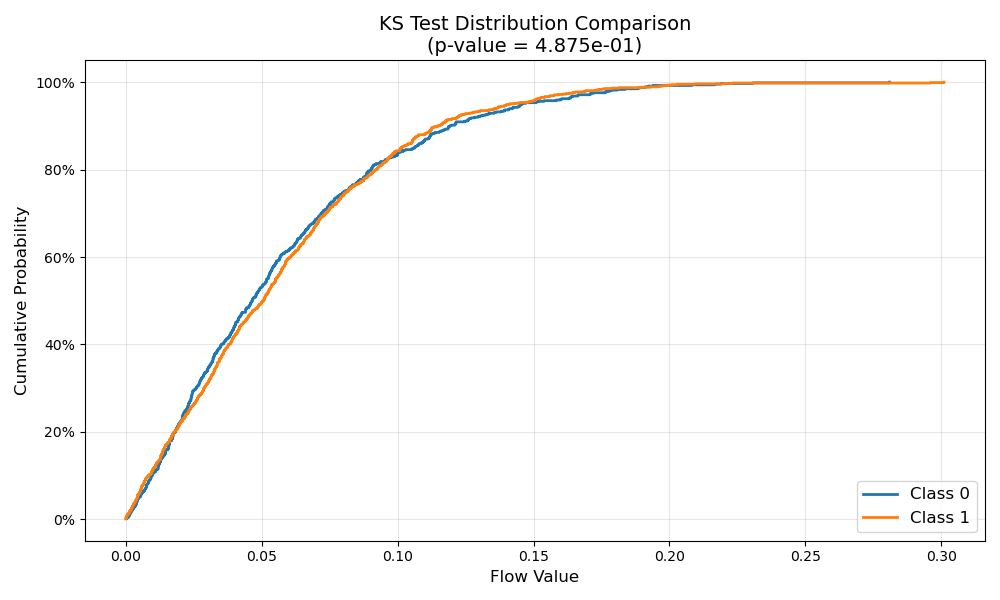 KS Test Distribution Comparison
(p-value = 4.875e-01)
100%
80%
60%
40%
20%
0%
Cumulative Probability
0.00
0.05
0.10
0.15
0.20
0.25
0.30
Flow Value
Class 0
Class 1